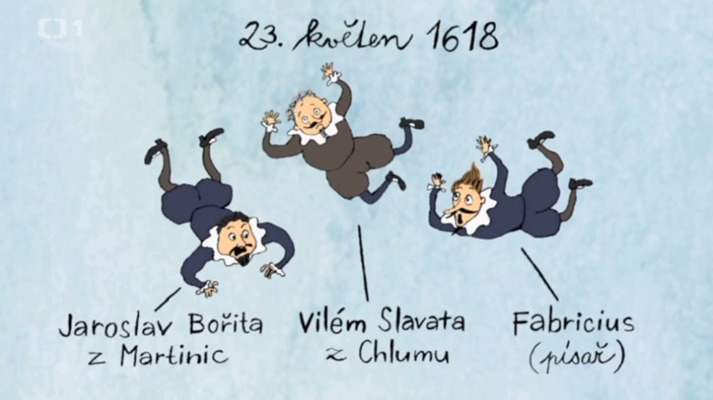 ČT1
23. květen 1618
Jaroslav Bořita
z Martinic
Vilém Slavata
z Chlumu
Fabricius
(písař)